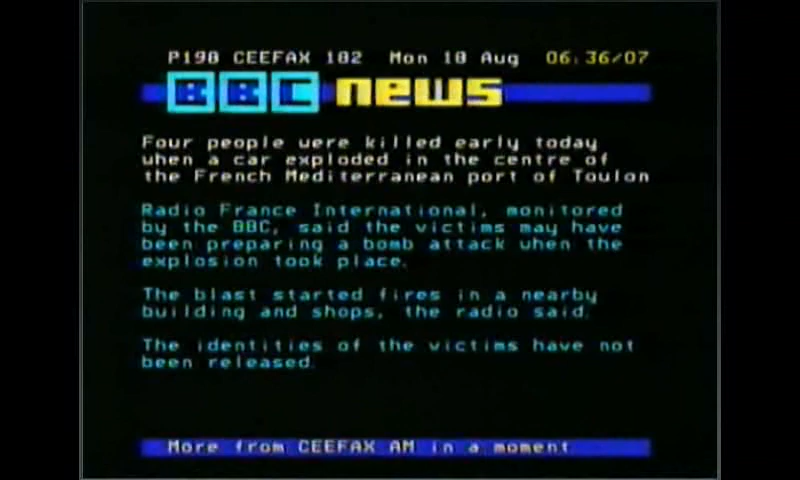 P198 CEEFAX 182 Mon 18 Aug 06:36/07
BBC news
Four people were killed early today
when a car exploded in the centre of
the French Mediterranean port of Toulon
Radio France International, monitored
by the BBC, said the victims may have
been preparing a bomb attack when the
explosion took place.
The blast started fires in a nearby
building and shops, the radio said.
The identities of the victims have not
been released.
More from CEEFAX AM in a moment